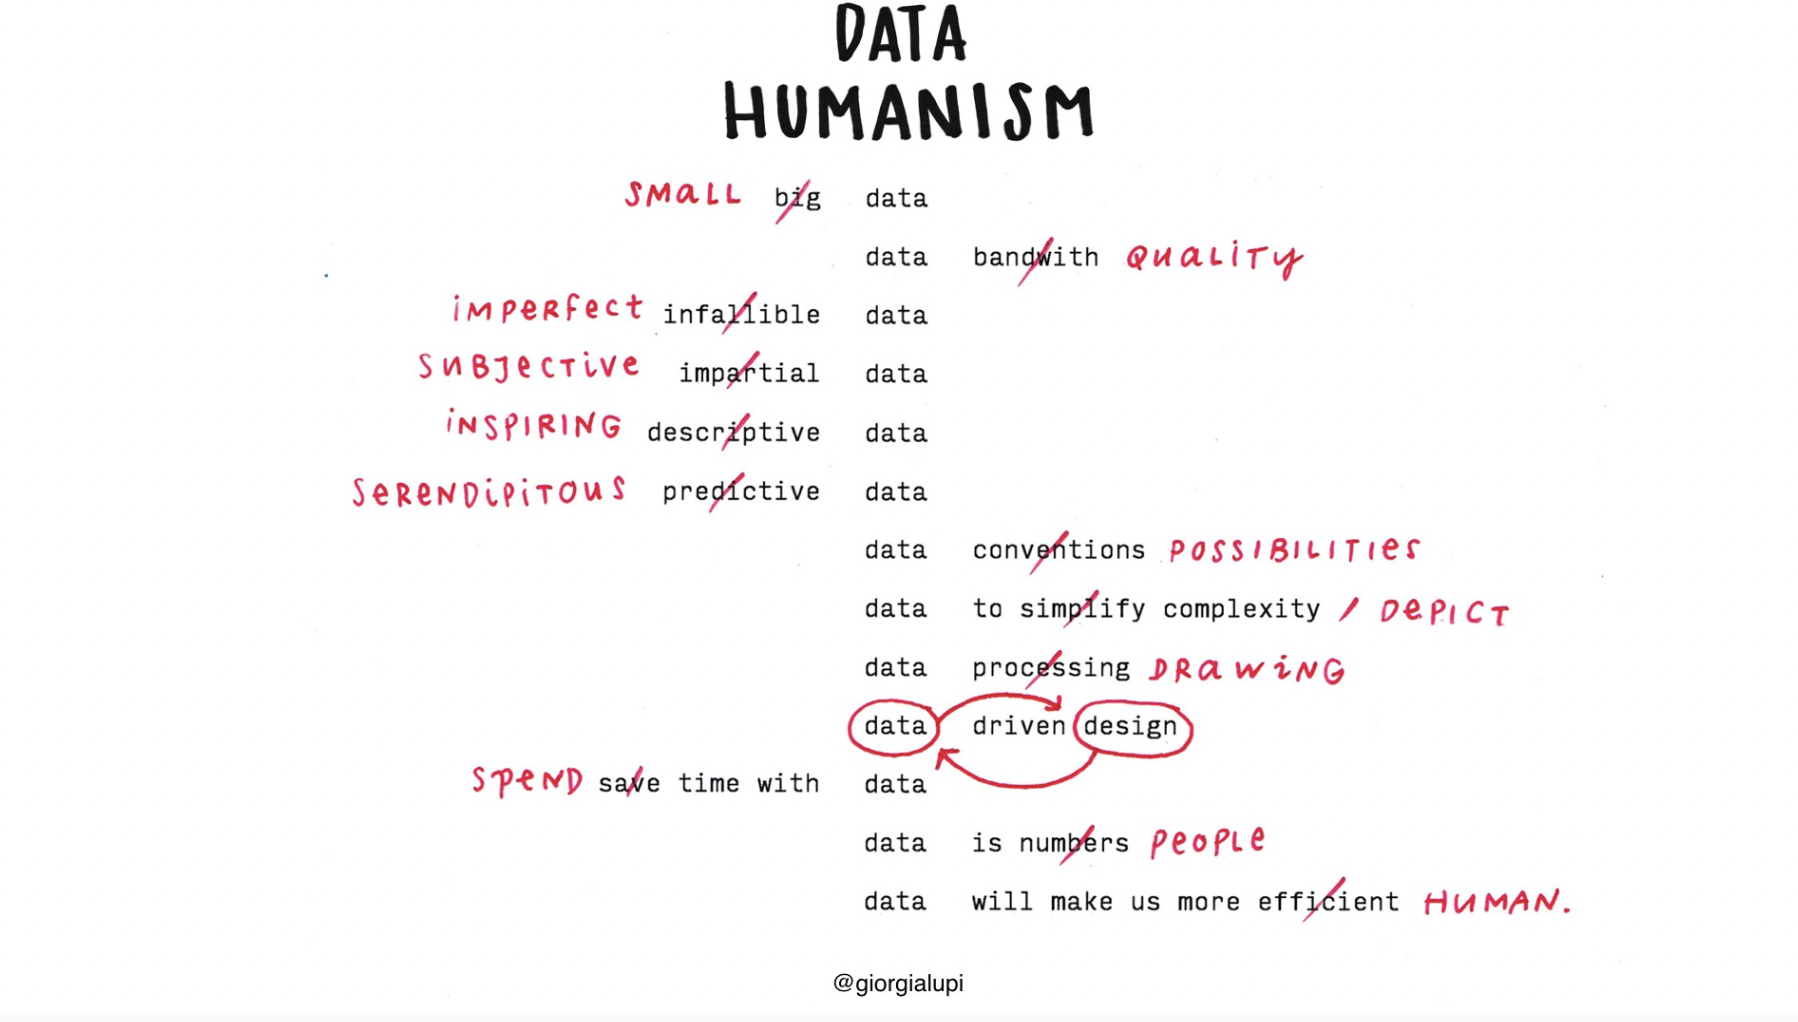 DATA
HUMANISM
SMALL big data
data bandwith QUALITY
IMPERFECT infallible data
SUBJECTIVE impartial data
INSPIRING descriptive data
SERENDIPITOUS predictive data
data conventions POSSIBILITIES
data to simplify complexity / DEPICT
data processing DRAWING
data driven design
SPEND save time with data
data is numbers PEOPLE
data will make us more efficient HUMAN.
@giorgialupi